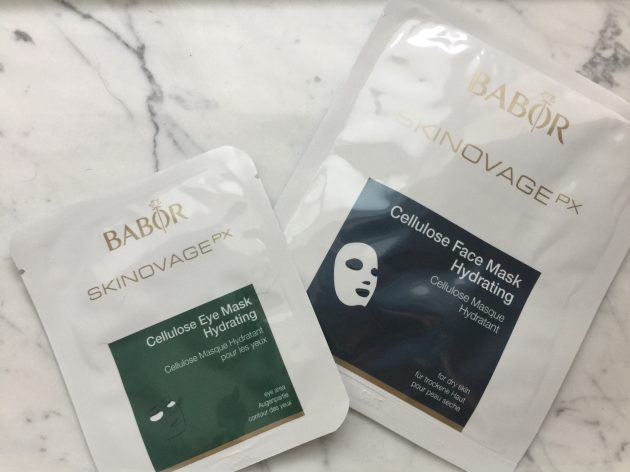 BABOR
SKINOVAGE PX
Cellulose Eye Mask
Hydrating
Cellulose Masque Hydratant
pour les yeux
eye area
Augenpartie
contour des yeux
BABOR
SKINOVAGE PX
Cellulose Face Mask
Hydrating
Cellulose Masque
Hydratant
for dry skin
für trockene Haut
pour peau seche